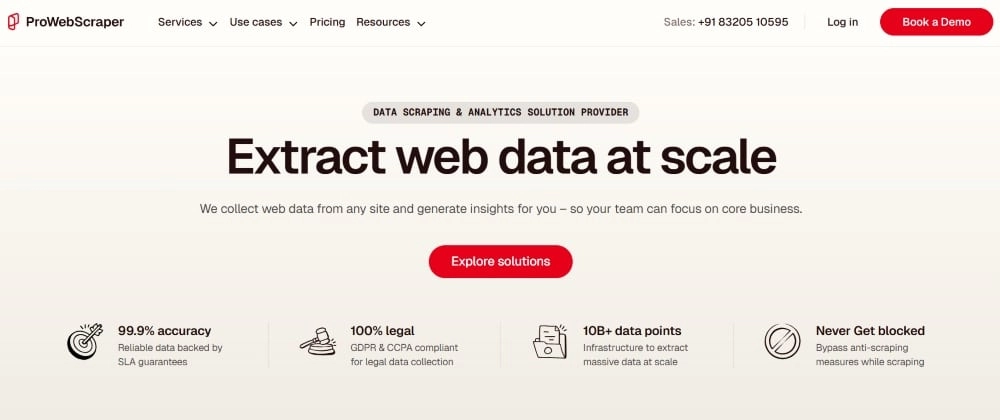 ProWebScraper
Services
Use cases
Pricing
Resources
Sales: +91 83205 10595
Log in
Book a Demo
DATA SCRAPING & ANALYTICS SOLUTION PROVIDER
Extract web data at scale
We collect web data from any site and generate insights for you – so your team can focus on core business.
Explore solutions
99.9% accuracy
Reliable data backed by
SLA guarantees
100% legal
GDPR & CCPA compliant
for legal data collection
10B+ data points
Infrastructure to extract
massive data at scale
Never Get blocked
Bypass anti-scraping
measures while scraping